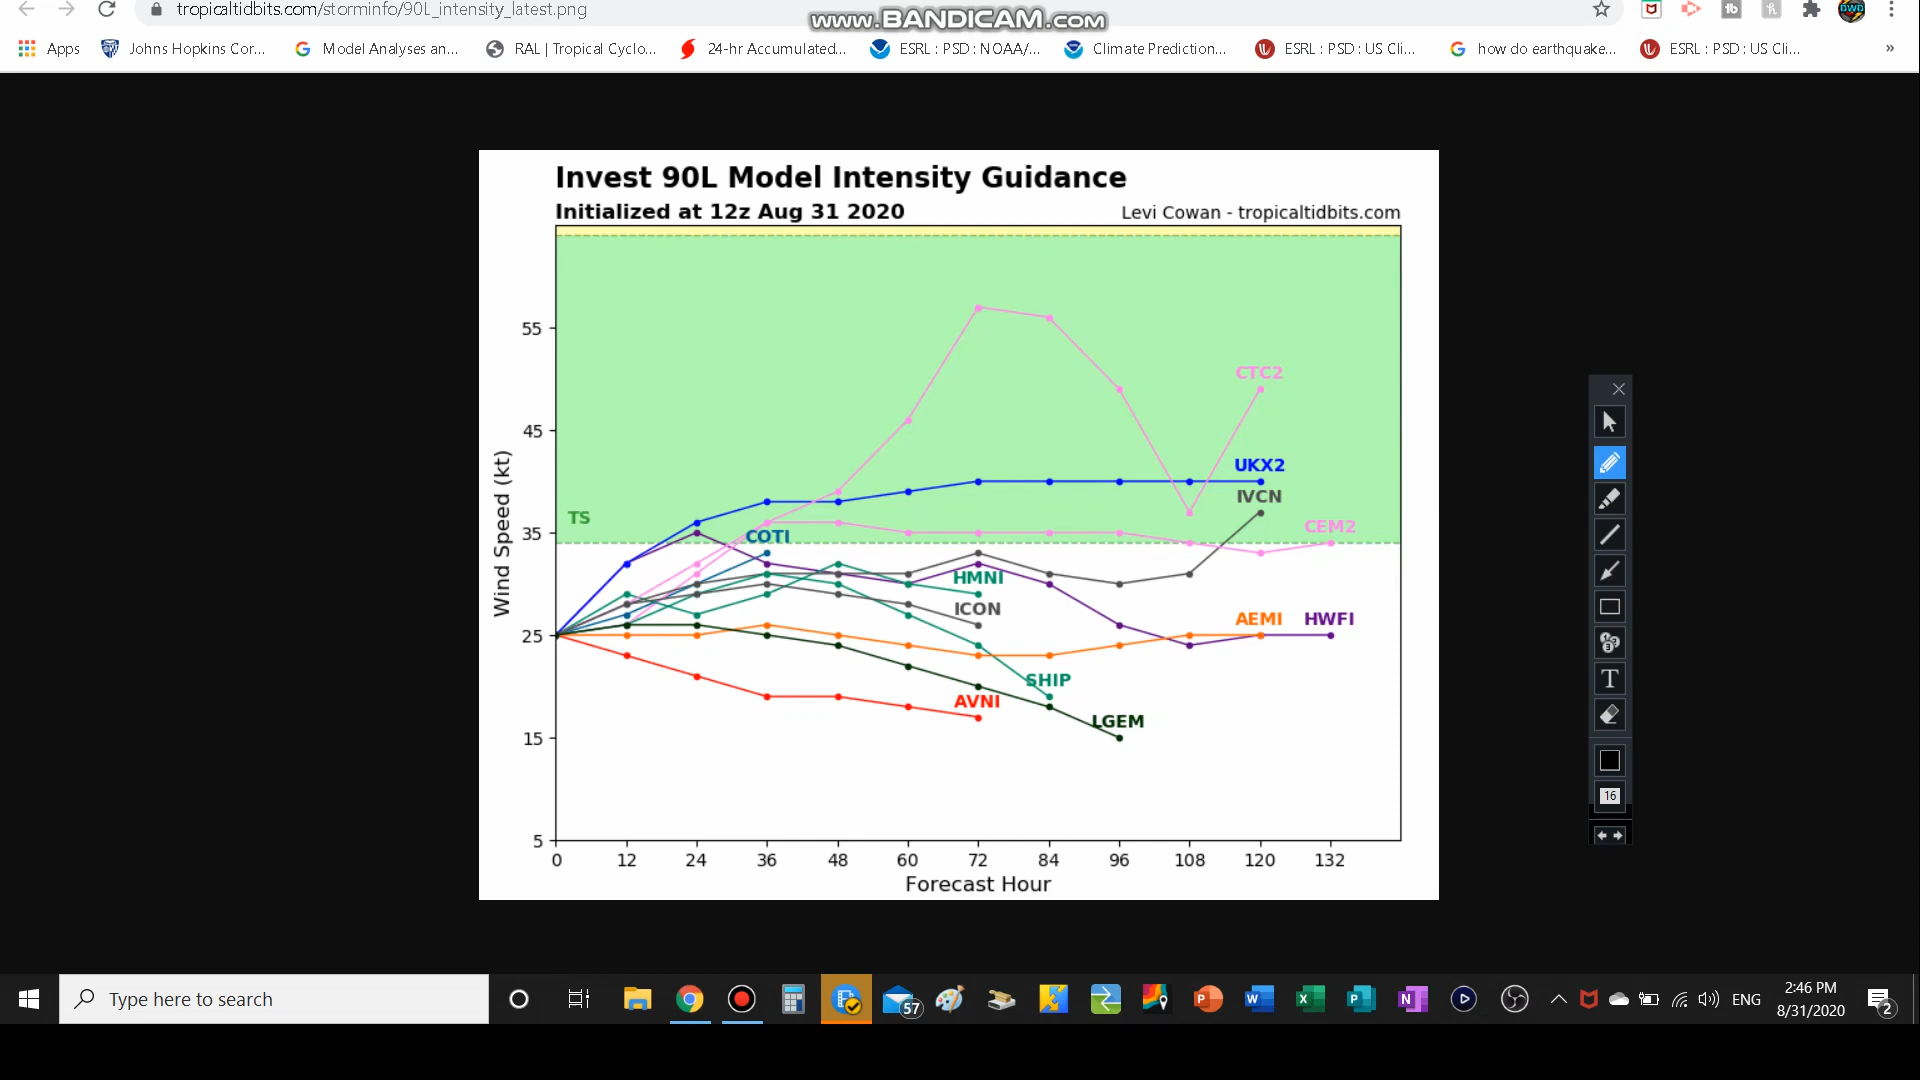 tropicaltidbits.com/storminfo/90L_intensity_latest.png
www.BANDICAM.com
Apps
Johns Hopkins Cor...
Model Analyses an...
RAL | Tropical Cyclo...
24-hr Accumulated...
ESRL : PSD : NOAA/...
Climate Prediction...
ESRL : PSD : US Cli...
how do earthquake...
ESRL : PSD : US Cli...
»
Invest 90L Model Intensity Guidance
Initialized at 12z Aug 31 2020
Levi Cowan - tropicaltidbits.com
55
45
35
25
15
5
Wind Speed (kt)
TS
CTC2
UKX2
IVCN
CEM2
COTI
HMNI
ICON
AEMI
HWFI
SHIP
AVNI
LGEM
0 12 24 36 48 60 72 84 96 108 120 132
Forecast Hour
T
16
Type here to search
57
ENG
2:46 PM
8/31/2020
2